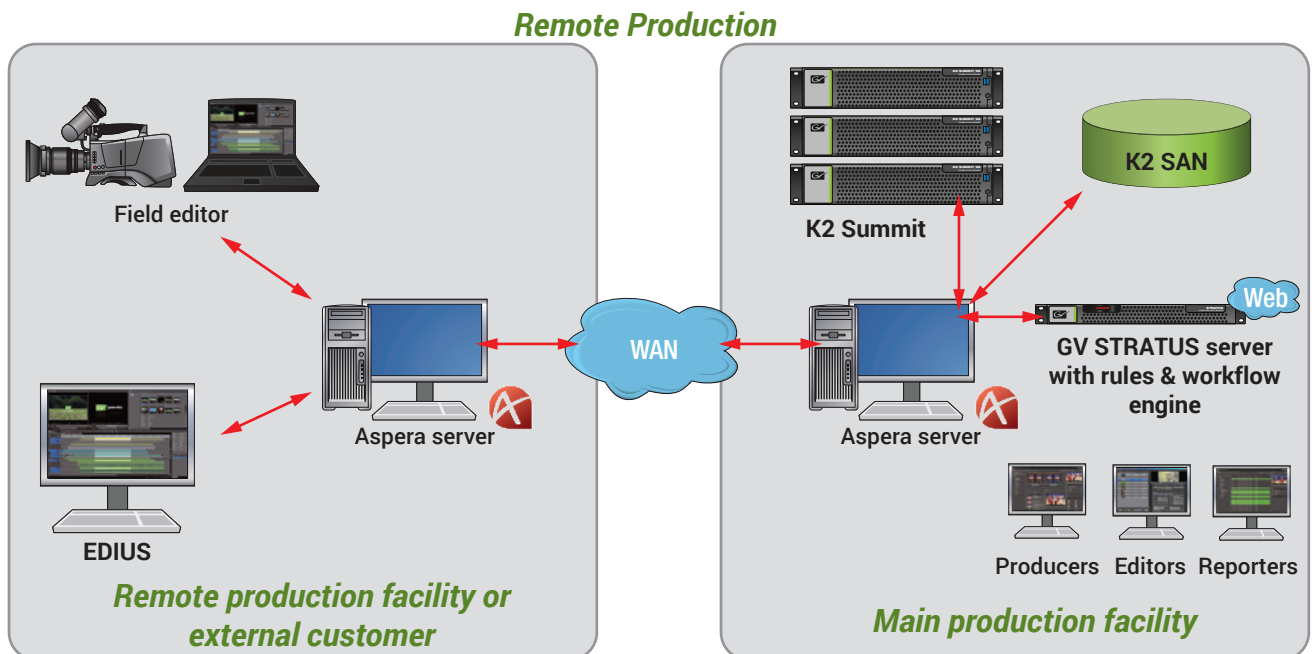 Remote Production
Field editor
EDIUS
Aspera server
Remote production facility or
external customer
WAN
K2 Summit
K2 SAN
Web
GV STRATUS server
with rules & workflow
engine
Aspera server
Producers
Editors
Reporters
Main production facility